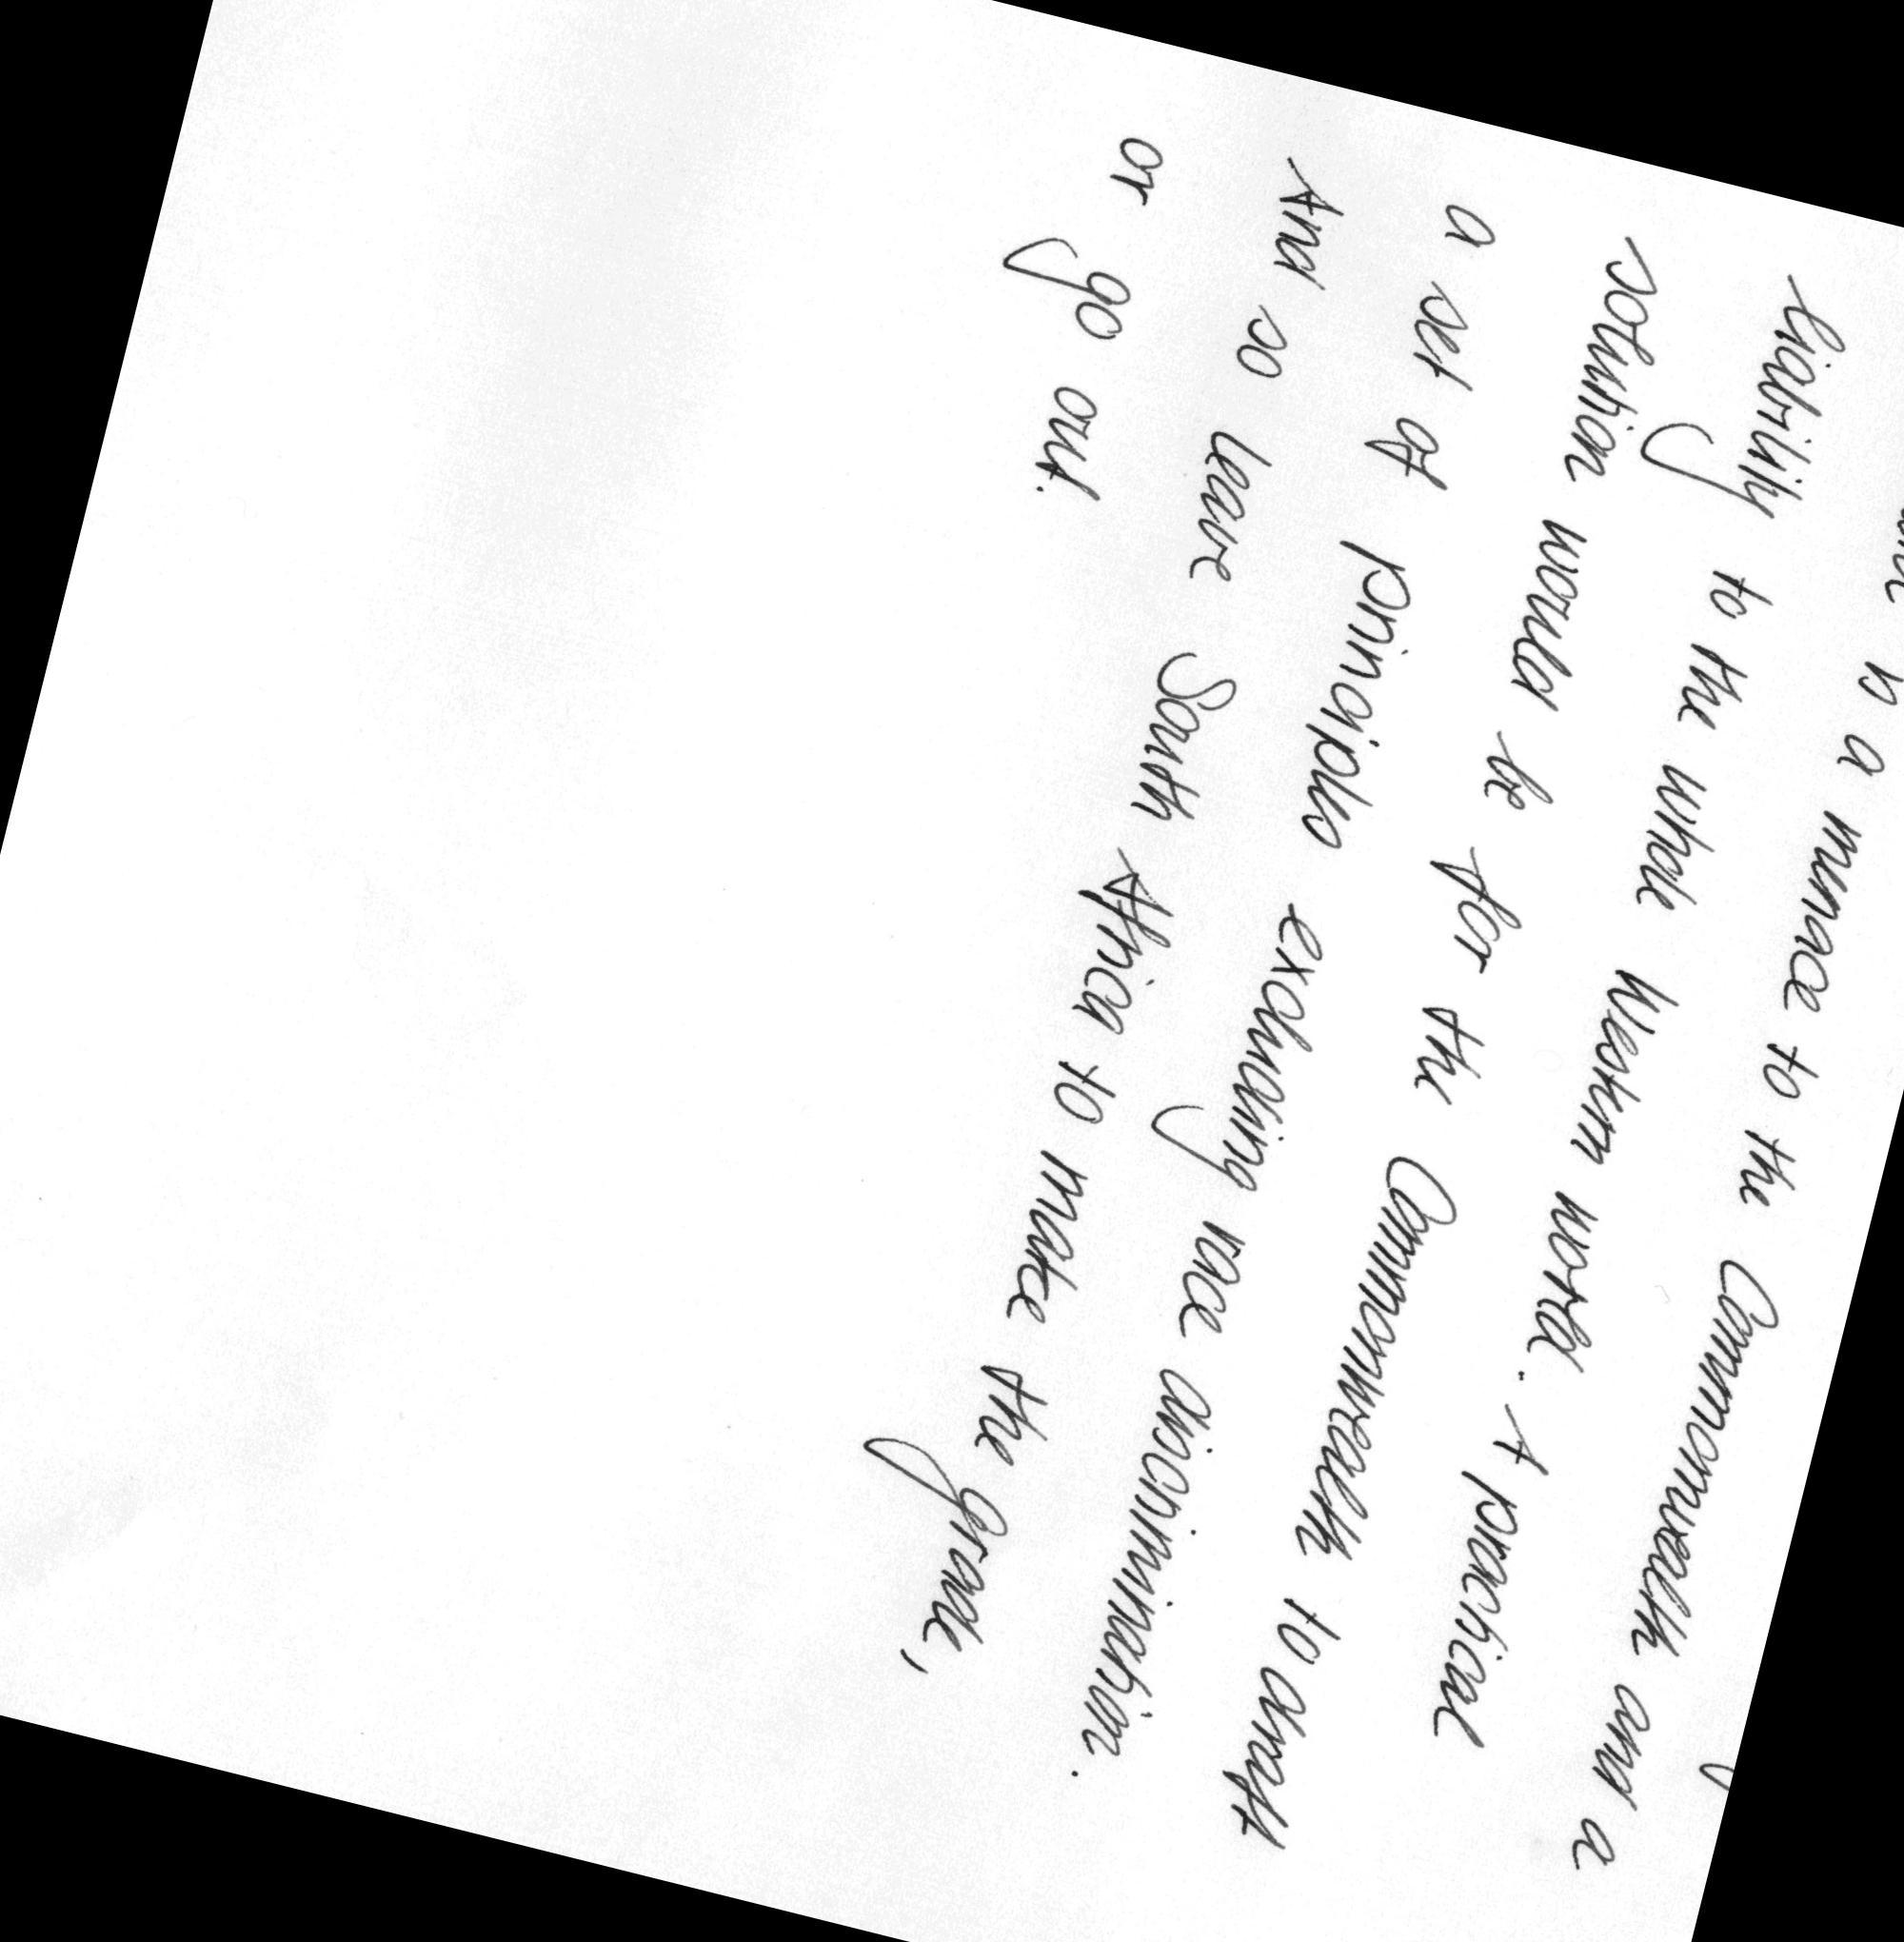 is a menace to the Commonwealth and a
liability to the whole Western world.. A practical
solution would be for the Commonwealth to draft
a set of principles excluding race discrimination.
And so leave South Africa to make the grade,
or go out.